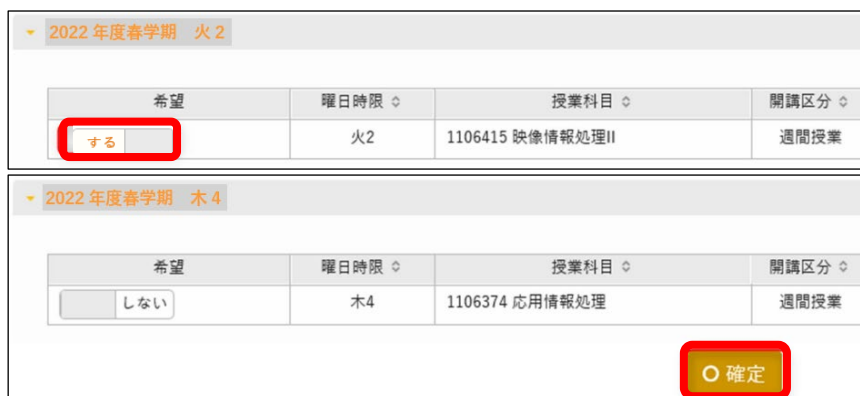 2022 年度春学期　火 2
希望 曜日時限 授業科目 開講区分
する 火2 1106415 映像情報処理II 週間授業
2022 年度春学期　木 4
希望 曜日時限 授業科目 開講区分
しない 木4 1106374 応用情報処理 週間授業
確定